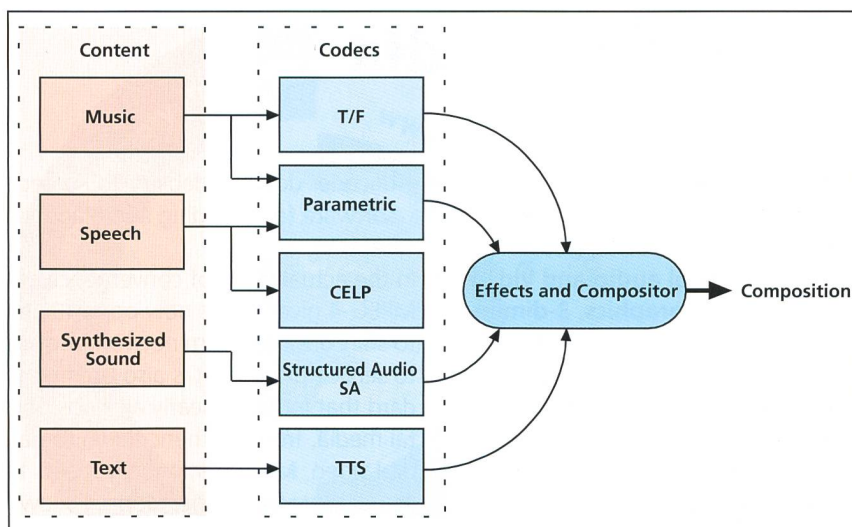 Content
Codecs
Music
T/F
Parametric
Speech
CELP
Effects and Compositor
Composition
Synthesized
Sound
Structured Audio
SA
Text
TTS